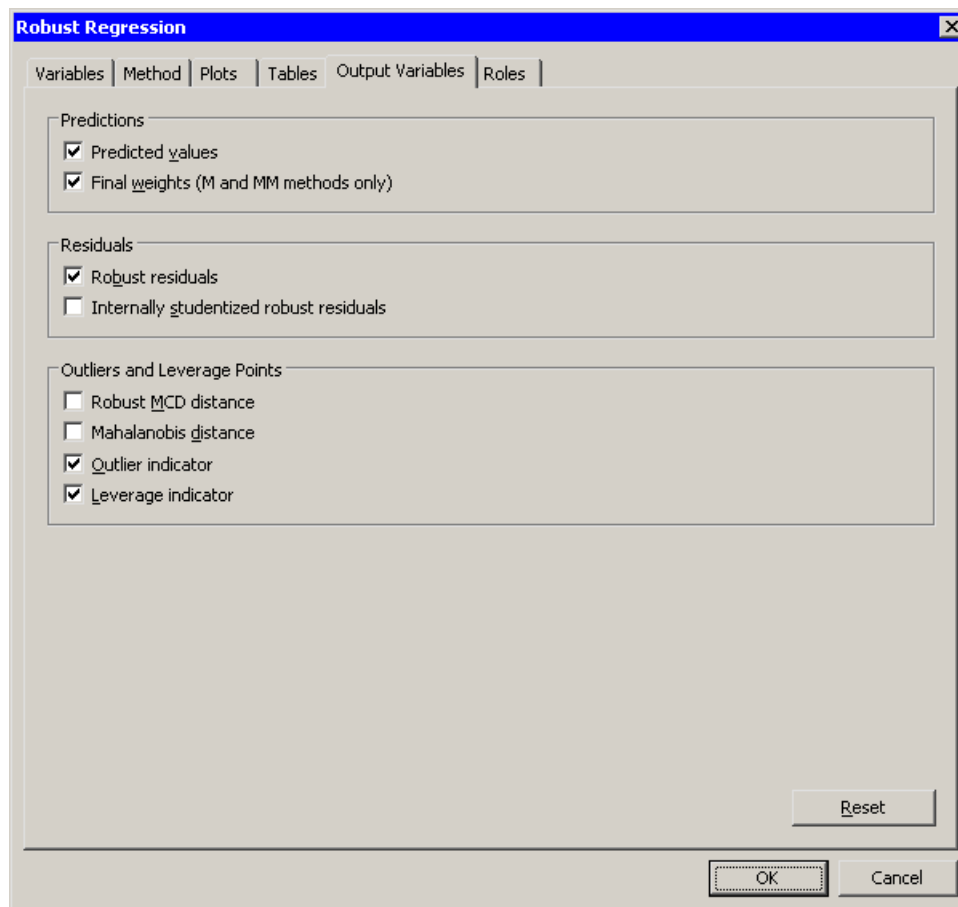 Robust Regression
Variables Method Plots Tables Output Variables Roles
Predictions
Predicted values
Final weights (M and MM methods only)
Residuals
Robust residuals
Internally studentized robust residuals
Outliers and Leverage Points
Robust MCD distance
Mahalanobis distance
Outlier indicator
Leverage indicator
Reset
OK Cancel